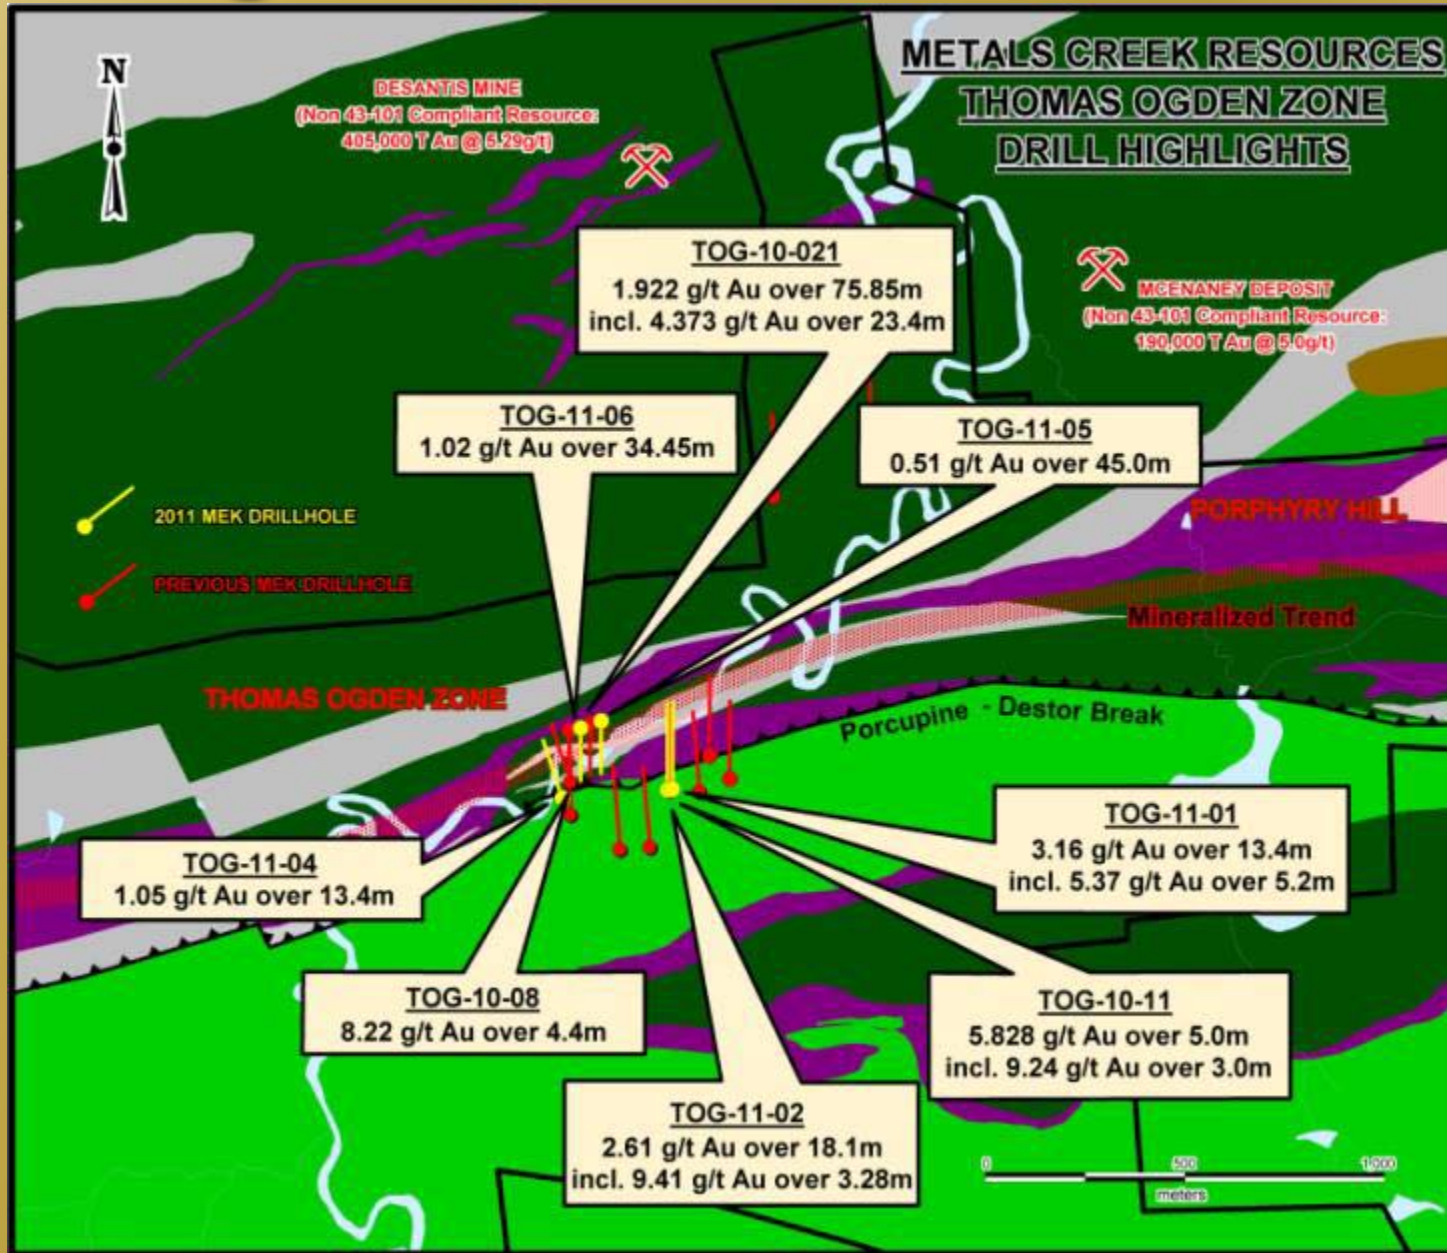 METALS CREEK RESOURCES
THOMAS OGDEN ZONE
DRILL HIGHLIGHTS
N
DESANTIS MINE
(Non 43-101 Compliant Resource:
405,000 T Au @ 5.29g/t)
TOG-10-021
1.922 g/t Au over 75.85m
incl. 4.373 g/t Au over 23.4m
MCENANEY DEPOSIT
(Non 43-101 Compliant Resource:
190,000 T Au @ 5.0g/t)
TOG-11-06
1.02 g/t Au over 34.45m
TOG-11-05
0.51 g/t Au over 45.0m
2011 MEK DRILLHOLE
PREVIOUS MEK DRILLHOLE
PORPHYRY HILL
Mineralized Trend
THOMAS OGDEN ZONE
Porcupine - Destor Break
TOG-11-04
1.05 g/t Au over 13.4m
TOG-11-01
3.16 g/t Au over 13.4m
incl. 5.37 g/t Au over 5.2m
TOG-10-08
8.22 g/t Au over 4.4m
TOG-10-11
5.828 g/t Au over 5.0m
incl. 9.24 g/t Au over 3.0m
TOG-11-02
2.61 g/t Au over 18.1m
incl. 9.41 g/t Au over 3.28m
0 500 1,000
meters